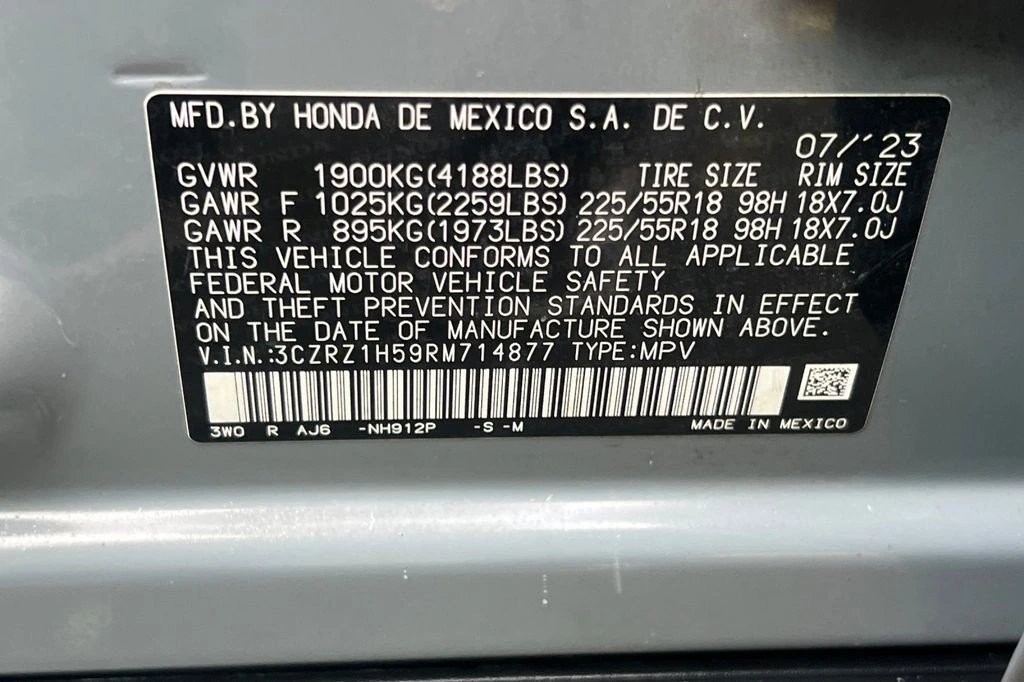 MFD.BY HONDA DE MEXICO S.A. DE C.V.
07/'23
GVWR 1900KG(4188LBS) TIRE SIZE RIM SIZE
GAWR F 1025KG(2259LBS) 225/55R18 98H 18X7.0J
GAWR R 895KG(1973LBS) 225/55R18 98H 18X7.0J
THIS VEHICLE CONFORMS TO ALL APPLICABLE
FEDERAL MOTOR VEHICLE SAFETY
AND THEFT PREVENTION STANDARDS IN EFFECT
ON THE DATE OF MANUFACTURE SHOWN ABOVE.
V.I.N.:3CZRZ1H59RM714877 TYPE:MPV
3W0 R AJ6 -NH912P -S -M MADE IN MEXICO